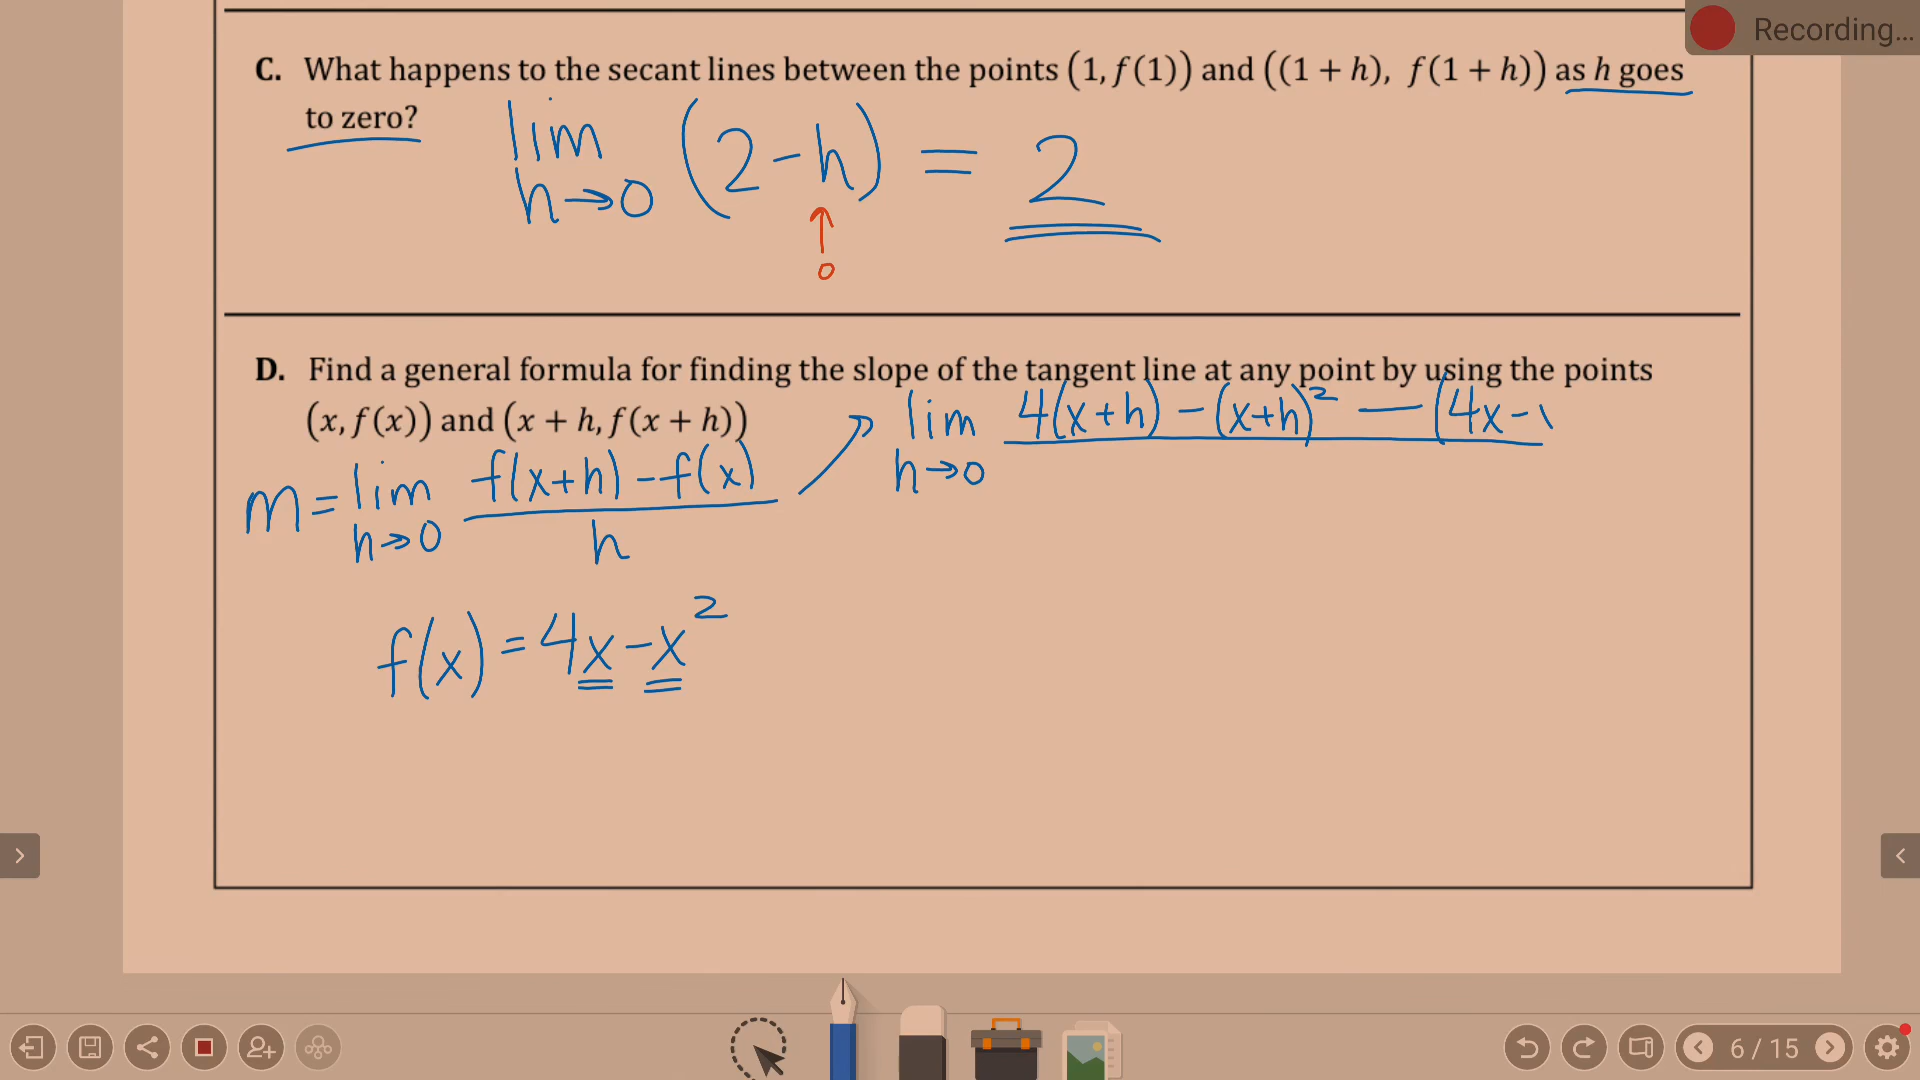 Recording...
C. What happens to the secant lines between the points (1, f(1)) and ((1 + h), f(1 + h)) as h goes
to zero?
lim h→0 (2 - h) = 2
0
D. Find a general formula for finding the slope of the tangent line at any point by using the points
(x, f(x)) and (x + h, f(x + h))
lim h→0 4(x+h) - (x+h)² - (4x -
m = lim h→0 f(x+h) - f(x) / h
f(x) = 4x - x²
6 / 15